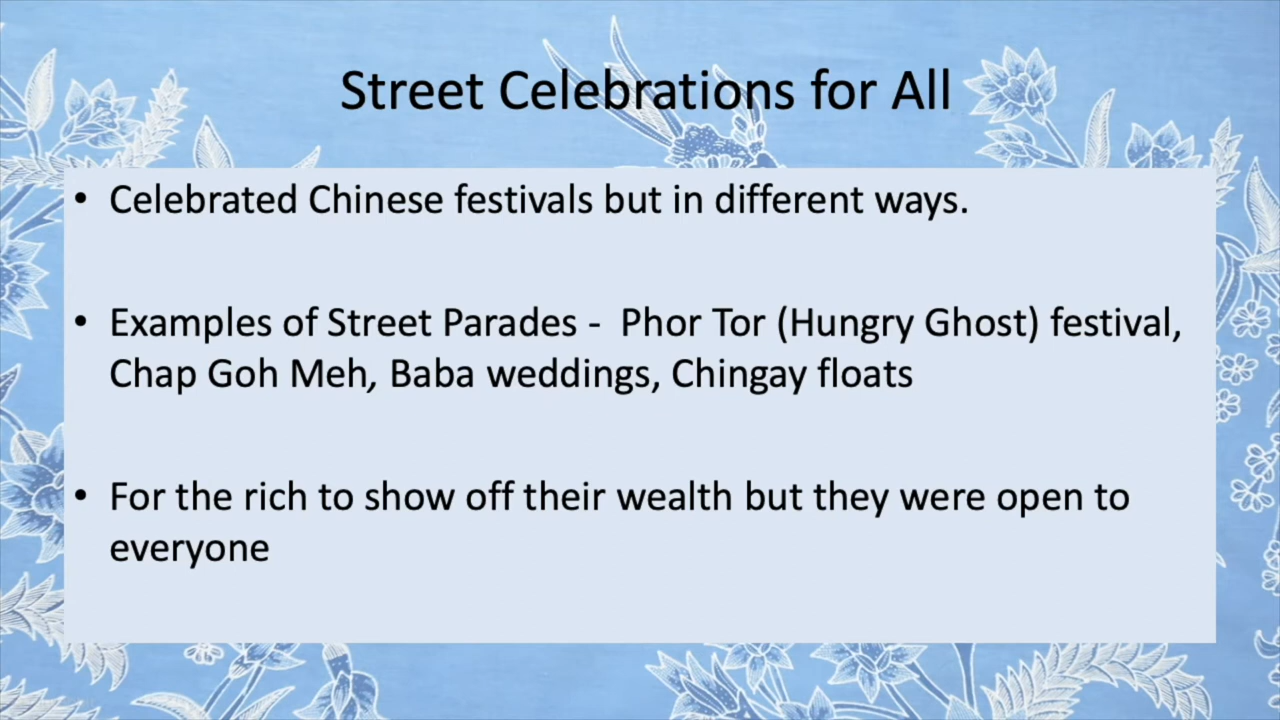 Street Celebrations for All
• Celebrated Chinese festivals but in different ways.
• Examples of Street Parades - Phor Tor (Hungry Ghost) festival,
Chap Goh Meh, Baba weddings, Chingay floats
• For the rich to show off their wealth but they were open to
everyone